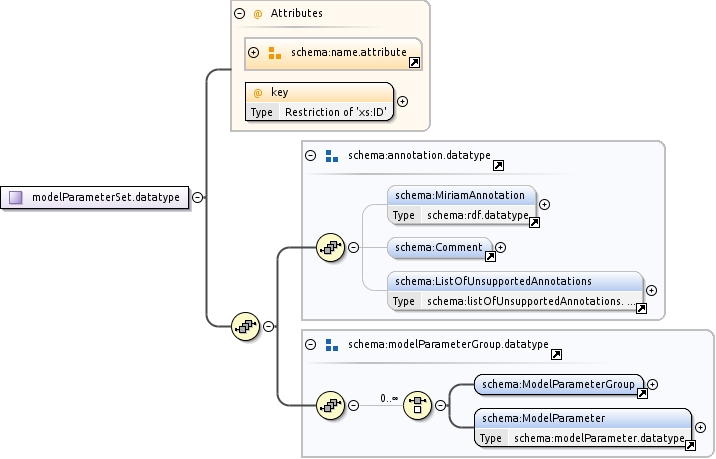 Attributes
schema:name.attribute
key
Type Restriction of 'xs:ID'
schema:annotation.datatype
schema:MiriamAnnotation
modelParameterSet.datatype
Type schema:rdf.datatype
schema:Comment
schema:ListOfUnsupportedAnnotations
Type schema:listOfUnsupportedAnnotations. ...
schema:modelParameterGroup.datatype
schema:ModelParameterGroup
0..∞
schema:ModelParameter
Type schema:modelParameter.datatype